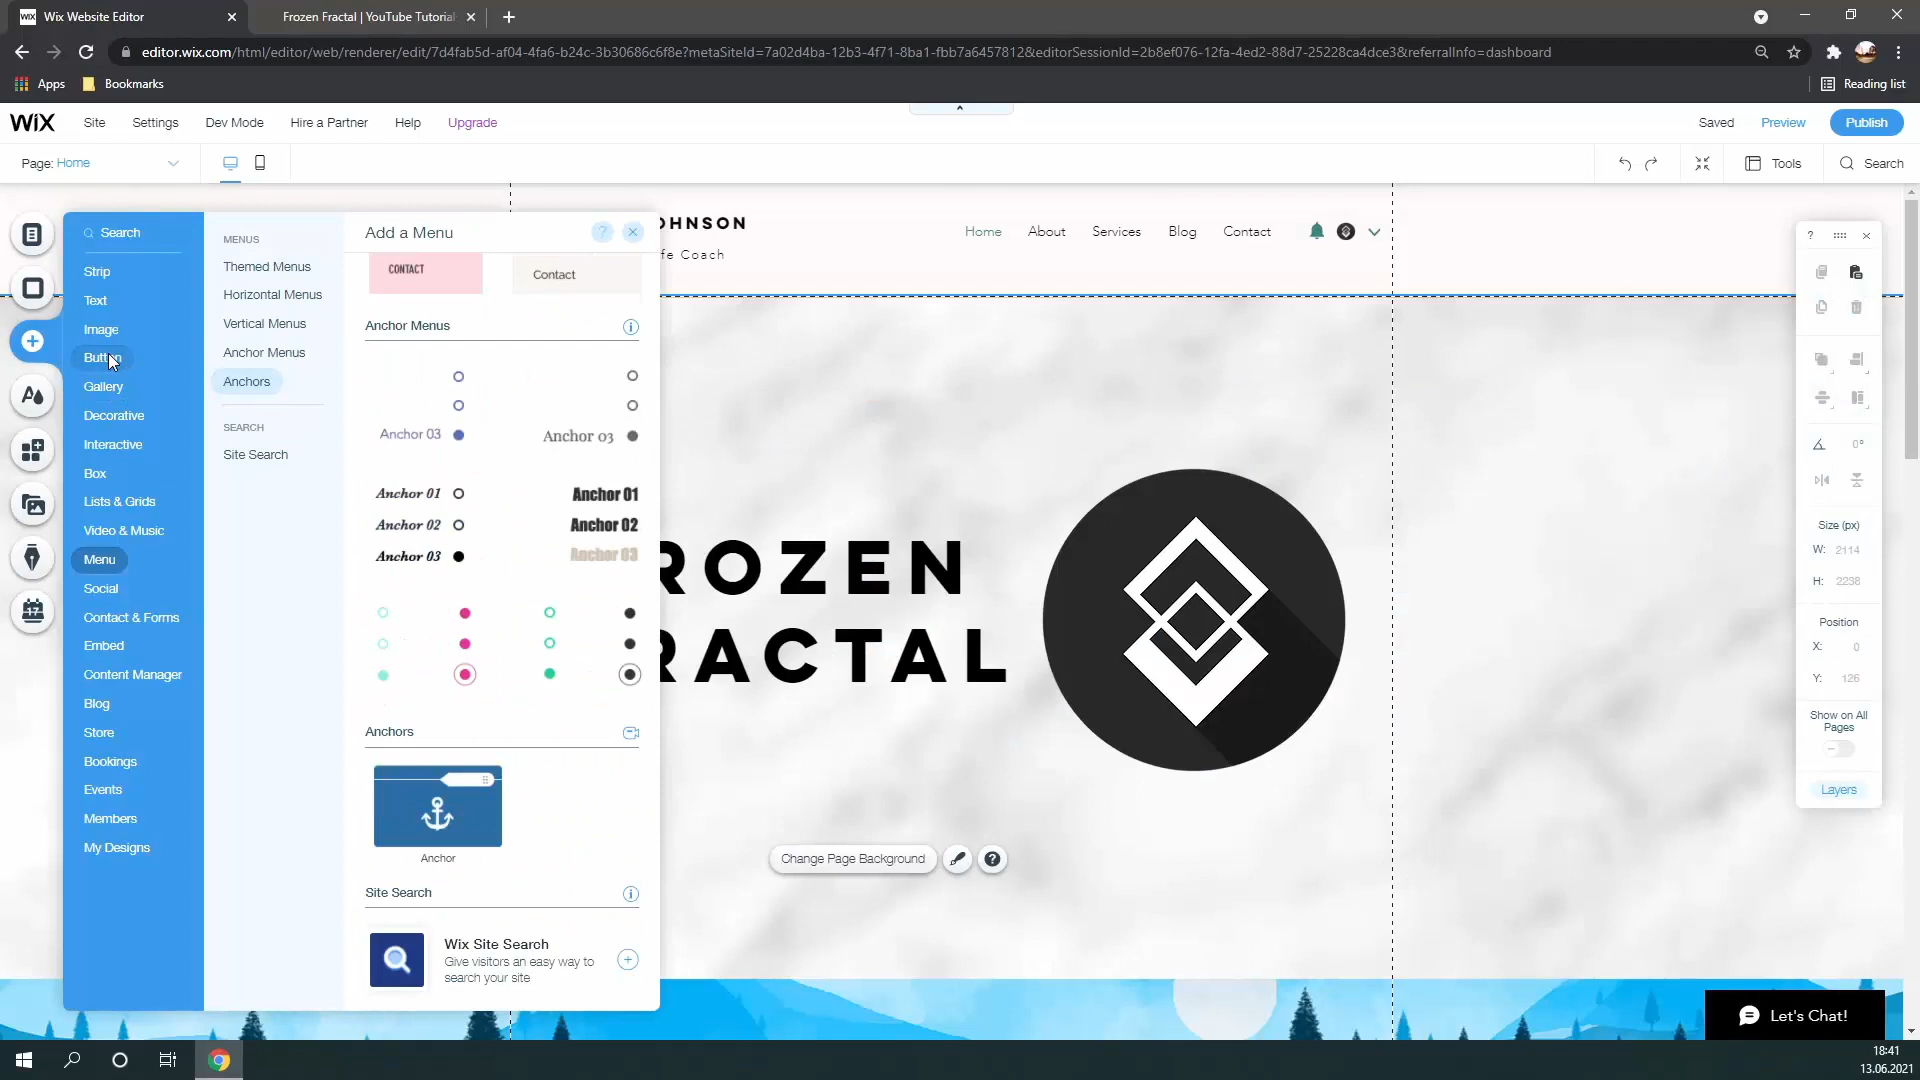 Wix Website Editor
Frozen Fractal | YouTube Tutorial
editor.wix.com/html/editor/web/renderer/edit/7d4fab5d-af04-4fa6-b24c-3b30686c6f8e?metaSiteId=7a02d4ba-12b3-4f71-8ba1-fbb7a6457812&editorSessionId=2b8ef076-12fa-4ed2-88d7-25228ca4dce3&referralInfo=dashboard
Apps
Bookmarks
Reading list
WiX
Site
Settings
Dev Mode
Hire a Partner
Help
Upgrade
Saved
Preview
Publish
Page: Home
Tools
Search
Search
Strip
Text
Image
Button
Gallery
Decorative
Interactive
Box
Lists & Grids
Video & Music
Menu
Social
Contact & Forms
Embed
Content Manager
Blog
Store
Bookings
Events
Members
My Designs
MENUS
Themed Menus
Horizontal Menus
Vertical Menus
Anchor Menus
Anchors
SEARCH
Site Search
Add a Menu
?
CONTACT
Contact
Anchor Menus
Anchor 03
Anchor 03
Anchor 01
Anchor 02
Anchor 03
Anchor 01
Anchor 02
Anchor 03
Anchors
Anchor
Site Search
Wix Site Search
Give visitors an easy way to
search your site
OHNSON
fe Coach
Home
About
Services
Blog
Contact
ROZEN
RACTAL
Change Page Background
?
?
0°
Size (px)
W: 2114
H: 2238
Position
X: 0
Y: 126
Show on All
Pages
Layers
Let's Chat!
17
18:41
13.06.2021